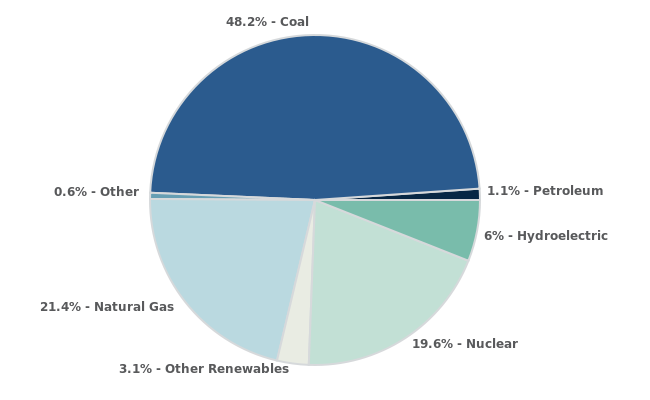 48.2% - Coal
0.6% - Other
1.1% - Petroleum
6% - Hydroelectric
21.4% - Natural Gas
19.6% - Nuclear
3.1% - Other Renewables